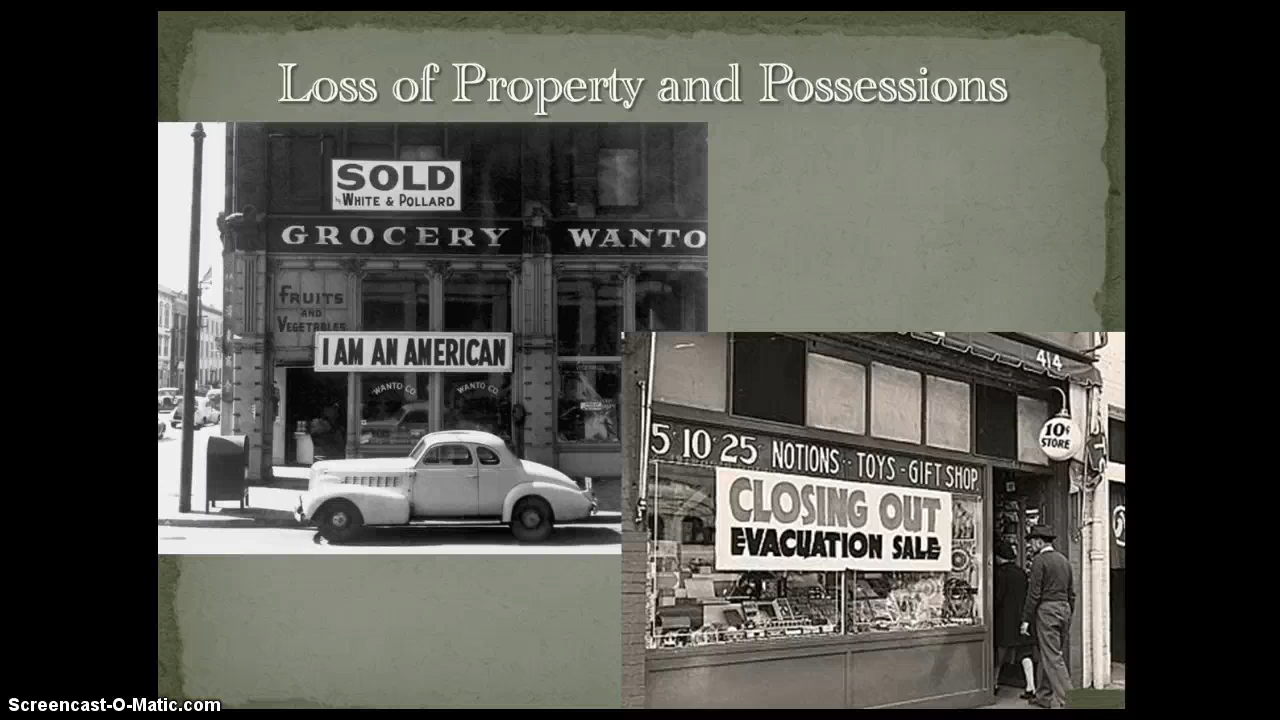 Loss of Property and Possessions
SOLD
by WHITE & POLLARD
GROCERY WANTO
FRUITS
AND
VEGETABLES
I AM AN AMERICAN
WANTO CO WANTO CO
414
10¢
STORE
5 10 25 NOTIONS - TOYS - GIFT SHOP
CLOSING OUT
EVACUATION SALE
Screencast-O-Matic.com